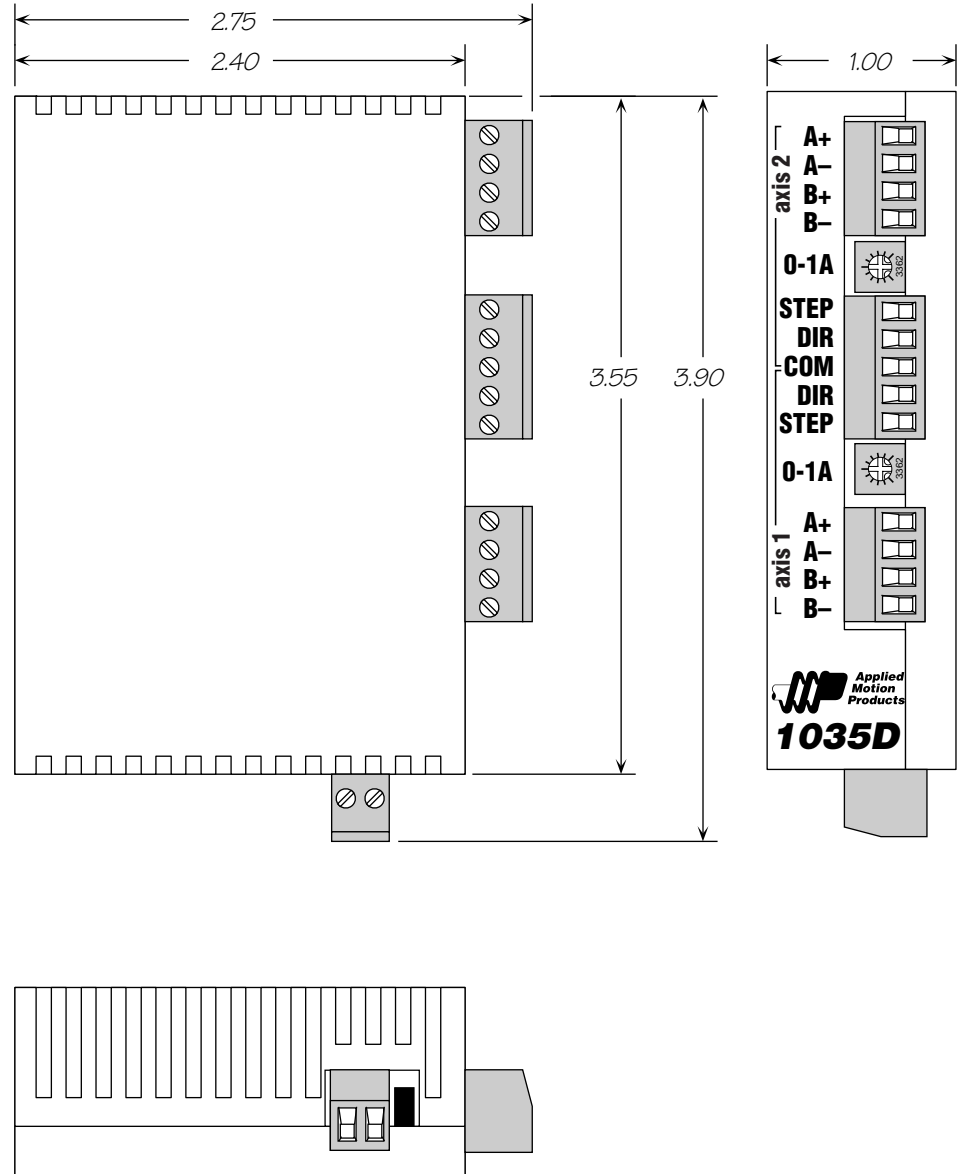 2.75
2.40
1.00
3.55
3.90
axis 2
A+
A–
B+
B–
0-1A
3362
STEP
DIR
COM
DIR
STEP
0-1A
3362
axis 1
A+
A–
B+
B–
Applied
Motion
Products
1035D